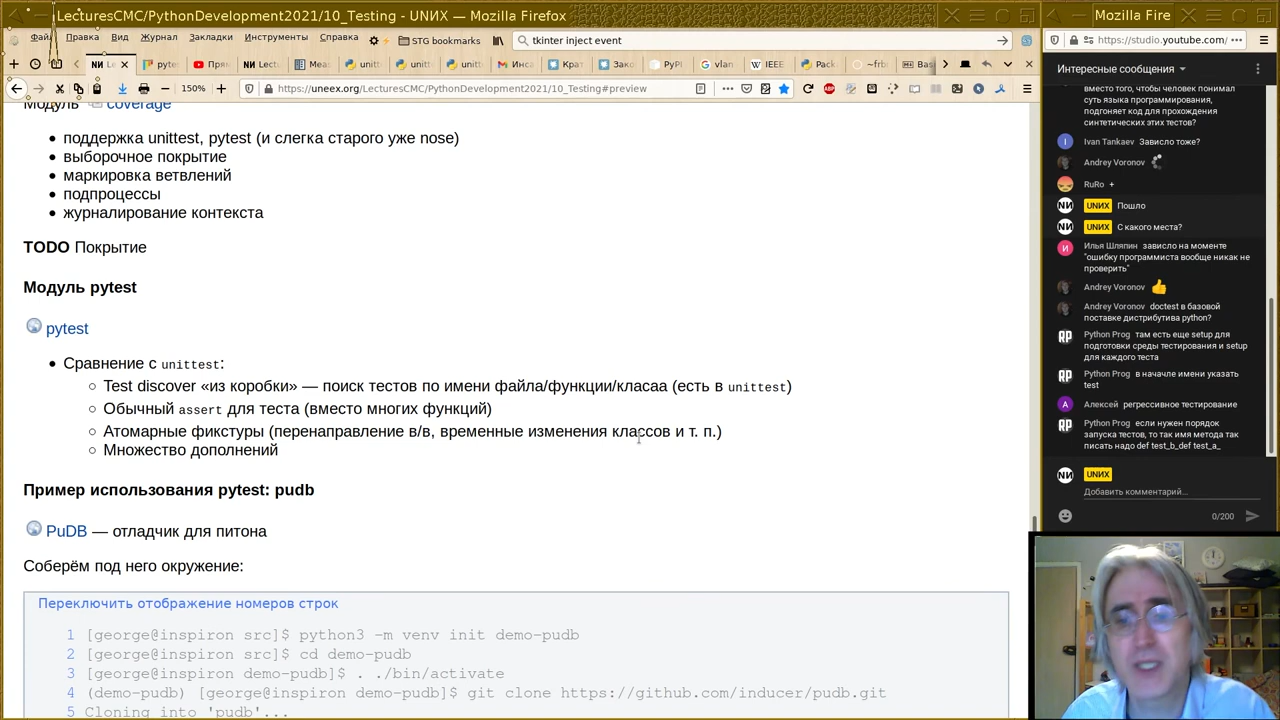 LecturesCMC/PythonDevelopment2021/10_Testing - UNИX — Mozilla Firefox
Файл Правка Вид Журнал Закладки Инструменты Справка
STG bookmarks
tkinter inject event
150%
https://uneex.org/LecturesCMC/PythonDevelopment2021/10_Testing#preview
Модуль coverage
поддержка unittest, pytest (и слегка старого уже nose)
выборочное покрытие
маркировка ветвлений
подпроцессы
журналирование контекста
TODO Покрытие
Модуль pytest
pytest
Сравнение с unittest:
Test discover «из коробки» — поиск тестов по имени файла/функции/класаа (есть в unittest)
Обычный assert для теста (вместо многих функций)
Атомарные фикстуры (перенаправление в/в, временные изменения классов и т. п.)
Множество дополнений
Пример использования pytest: pudb
PuDB — отладчик для питона
Соберём под него окружение:
Переключить отображение номеров строк
1 [george@inspiron src]$ python3 -m venv init demo-pudb
2 [george@inspiron src]$ cd demo-pudb
3 [george@inspiron demo-pudb]$ . ./bin/activate
4 (demo-pudb) [george@inspiron demo-pudb]$ git clone https://github.com/inducer/pudb.git
5 Cloning into 'pudb'...
Mozilla Fire
https://studio.youtube.com/
Интересные сообщения
вместо того, чтобы человек понимал
суть языка программирования,
подгоняет код для прохождения
синтетических этих тестов?
Ivan Tankaev Зависло тоже?
Andrey Voronov
RuRo +
UNИX Пошло
UNИX С какого места?
Илья Шляпин зависло на моменте
"ошибку программиста вообще никак не
проверить"
Andrey Voronov 👍
Andrey Voronov doctest в базовой
поставке дистрибутива python?
Python Prog там есть еще setup для
подготовки среды тестирования и setup
для каждого теста
Python Prog в начачле имени указать
test
Алексей регрессивное тестирование
Python Prog если нужен порядок
запуска тестов, то так имя метода так
писать надо def test_b_def test_a_
UNИX
Добавить комментарий...
0/200